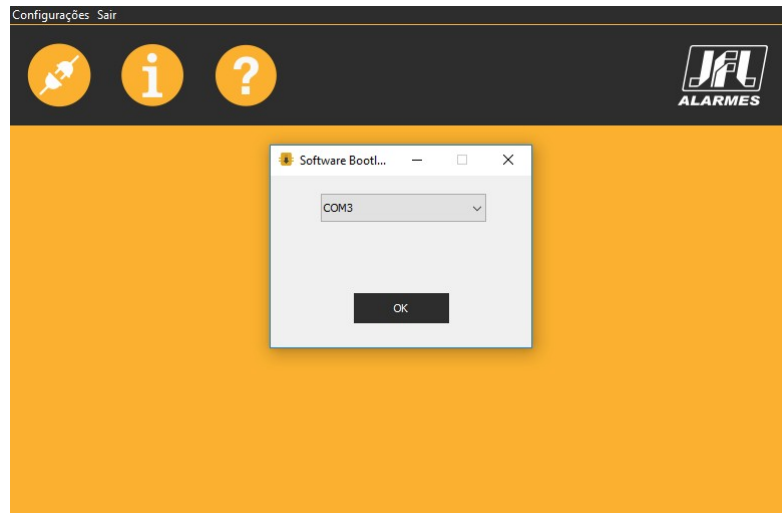 Configurações Sair
JFL
ALARMES
Software Bootl...
COM3
OK